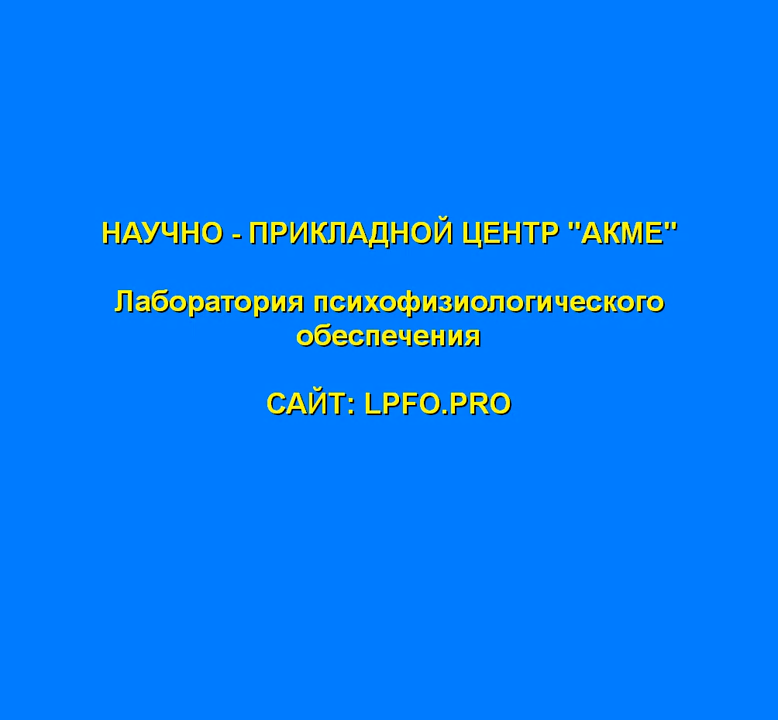 НАУЧНО - ПРИКЛАДНОЙ ЦЕНТР "АКМЕ"
Лаборатория психофизиологического
обеспечения
САЙТ: LPFO.PRO